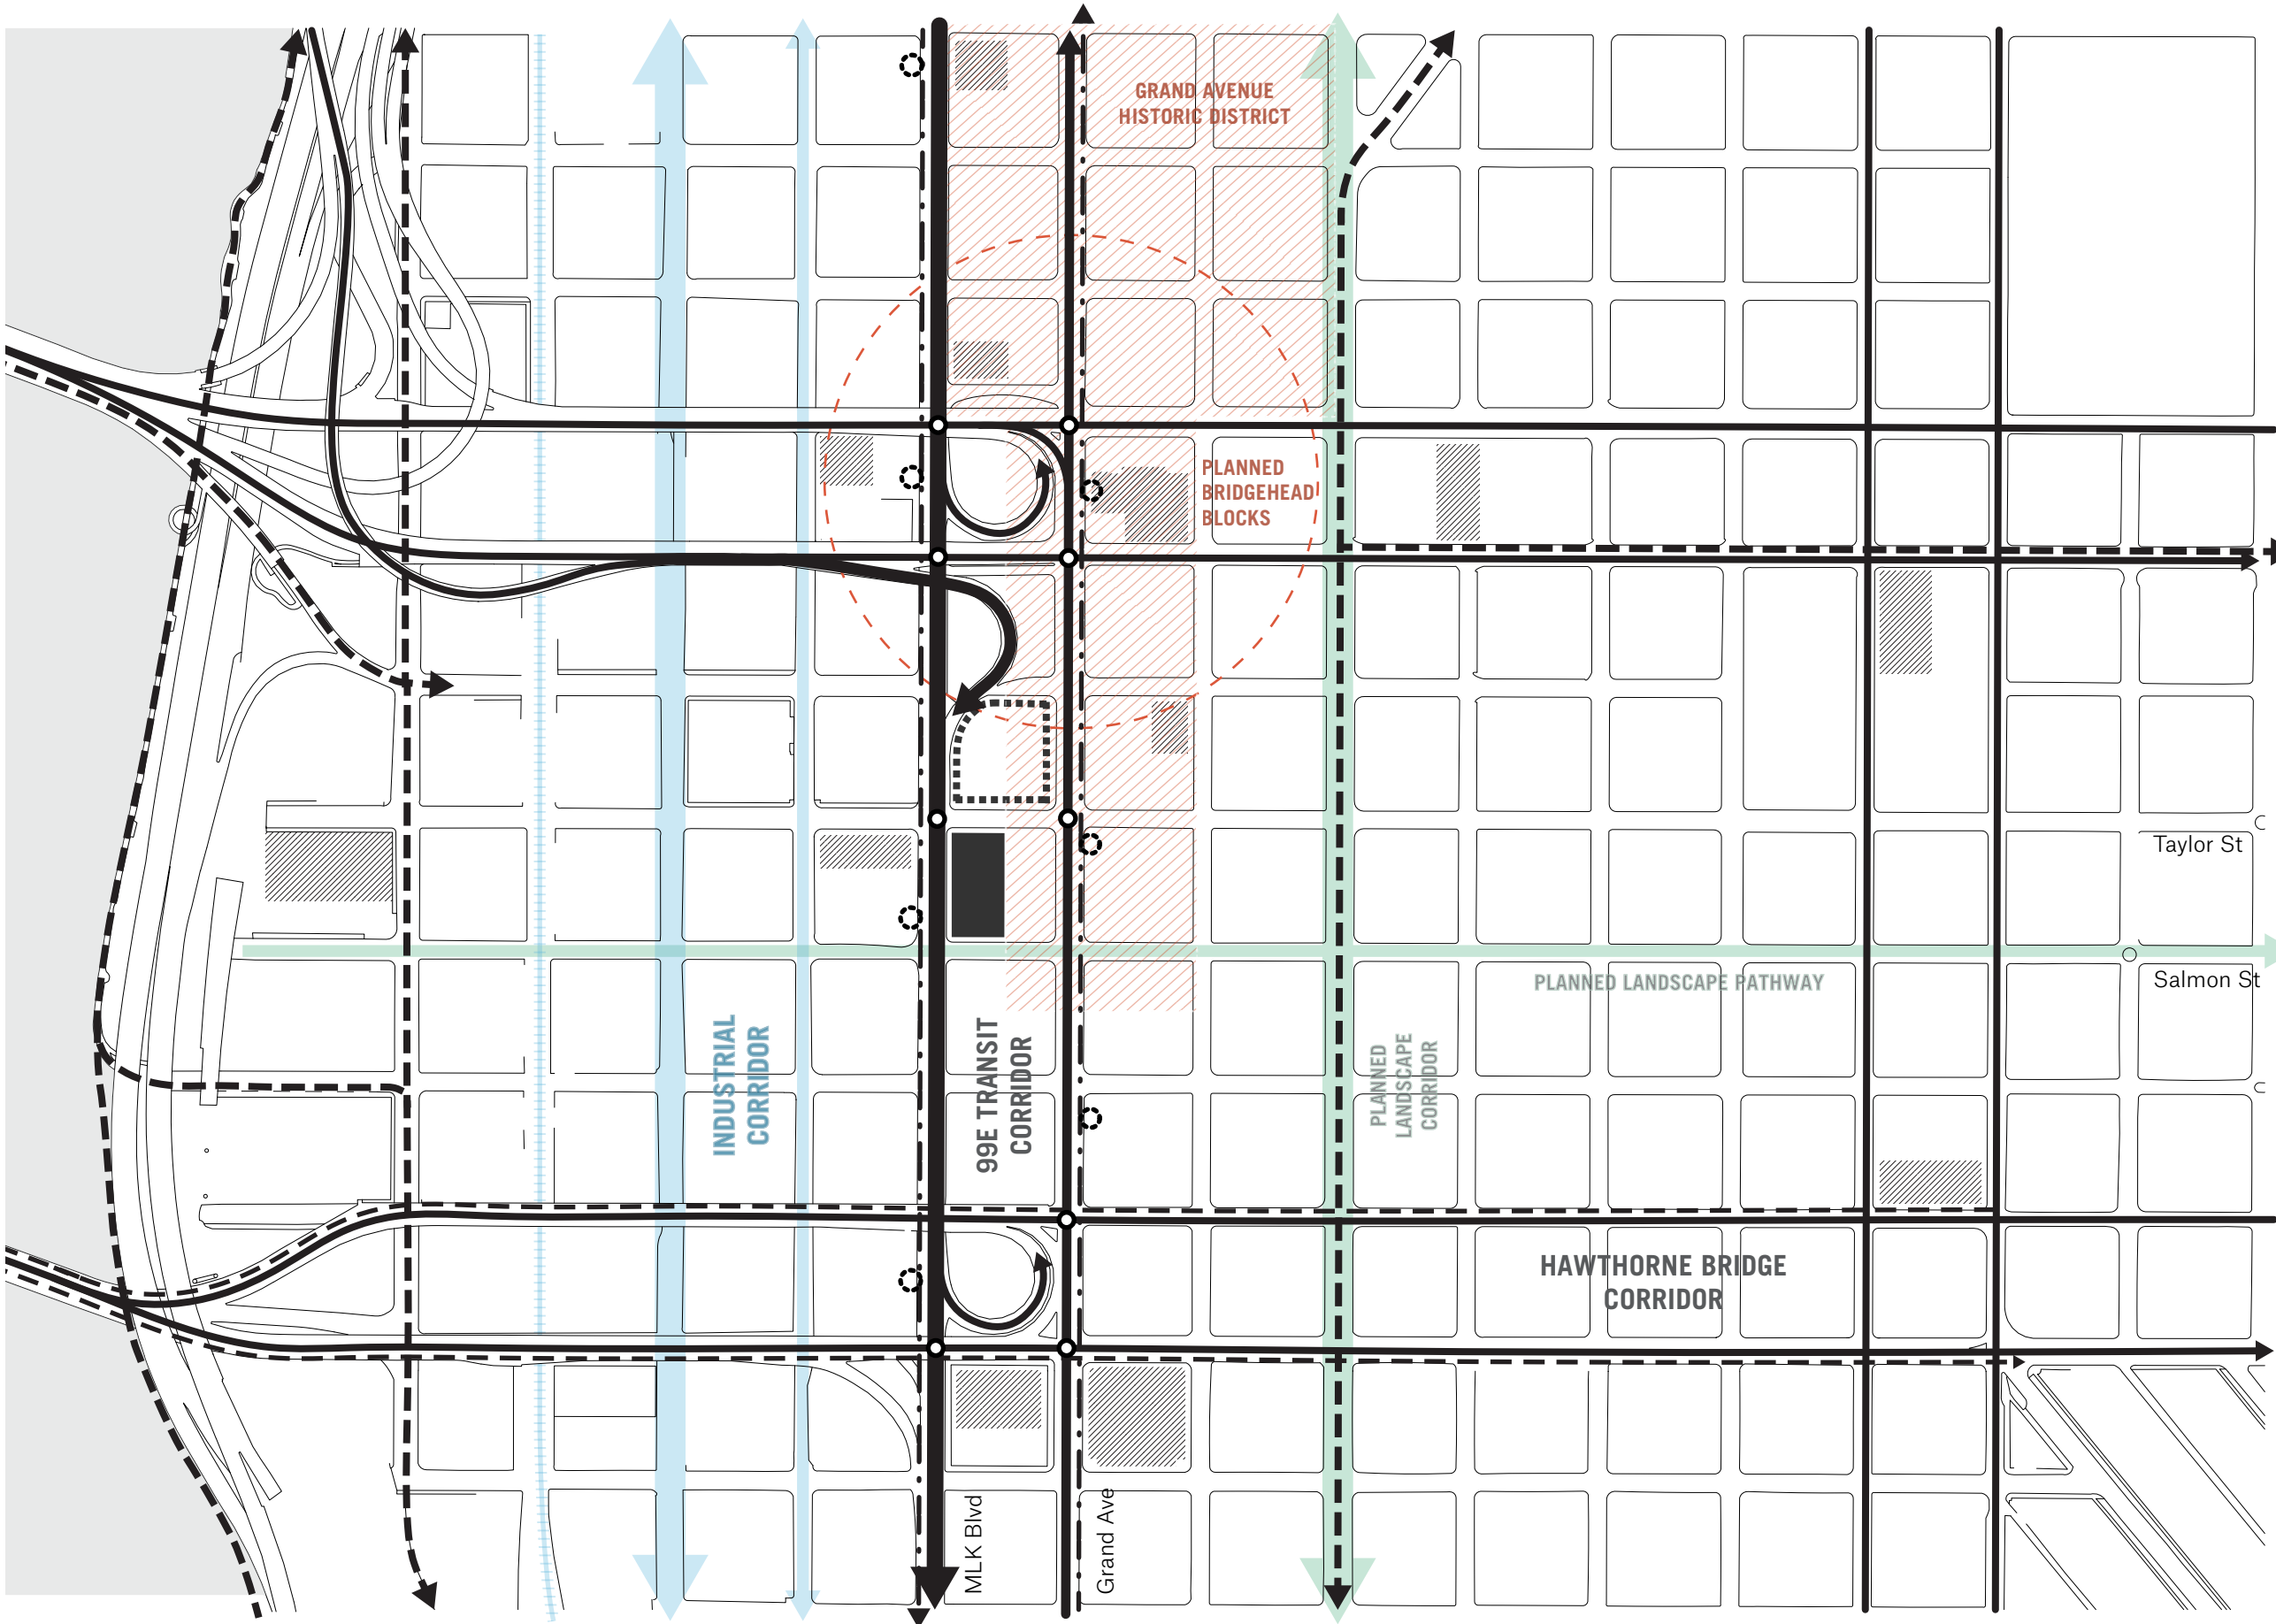 GRAND AVENUE
HISTORIC DISTRICT
PLANNED
BRIDGEHEAD
BLOCKS
Taylor St
PLANNED LANDSCAPE PATHWAY
Salmon St
INDUSTRIAL
CORRIDOR
99E TRANSIT
CORRIDOR
PLANNED
LANDSCAPE
CORRIDOR
HAWTHORNE BRIDGE
CORRIDOR
MLK Blvd
Grand Ave